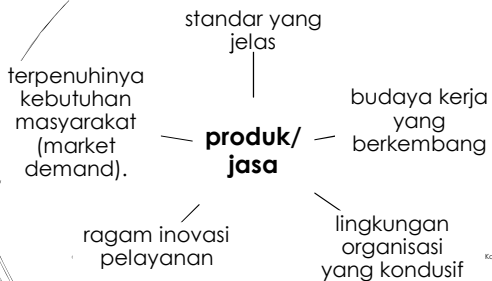 standar yang
jelas
terpenuhinya
kebutuhan
masyarakat
(market
demand).
budaya kerja
yang
berkembang
produk/
jasa
ragam inovasi
pelayanan
lingkungan
organisasi
yang kondusif